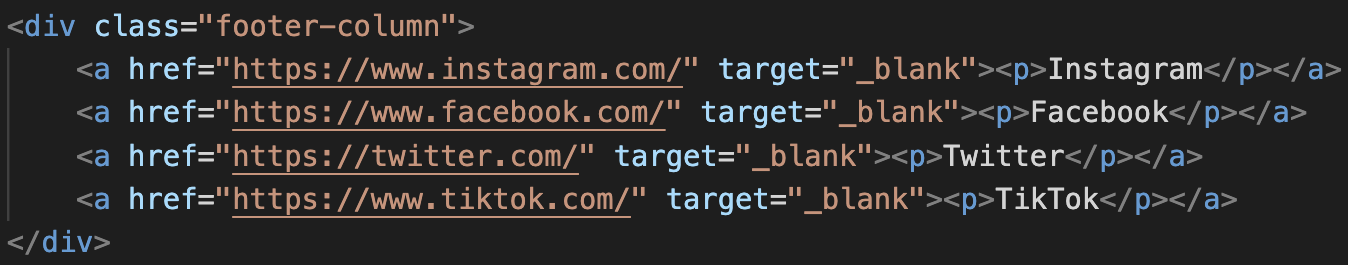 <div class="footer-column">
    <a href="https://www.instagram.com/" target="_blank"><p>Instagram</p></a>
    <a href="https://www.facebook.com/" target="_blank"><p>Facebook</p></a>
    <a href="https://twitter.com/" target="_blank"><p>Twitter</p></a>
    <a href="https://www.tiktok.com/" target="_blank"><p>TikTok</p></a>
</div>